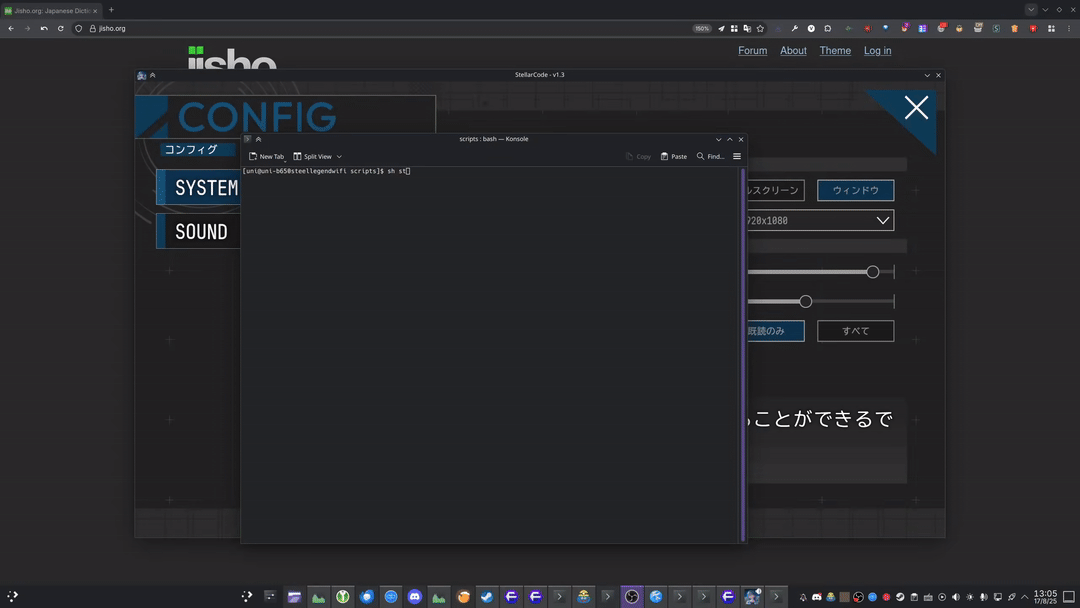 Jisho.org: Japanese Dictio
jisho.org
150%
jisho
Forum About Theme Log in
StellarCode - v1.3
CONFIG
コンフィグ
scripts : bash — Konsole
New Tab Split View Copy Paste Find...
[uni@uni-b650steellegendwifi scripts]$ sh st
SYSTEM
ルスクリーン ウィンドウ
920x1080
SOUND
既読のみ すべて
ることができるで
13:05
17/8/25